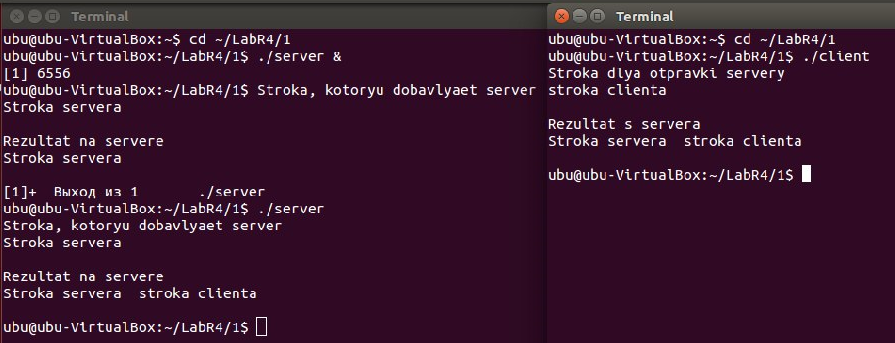 Terminal
ubu@ubu-VirtualBox:~$ cd ~/LabR4/1
ubu@ubu-VirtualBox:~/LabR4/1$ ./server &
[1] 6556
ubu@ubu-VirtualBox:~/LabR4/1$ Stroka, kotoryu dobavlyaet server
Stroka servera
Rezultat na servere
Stroka servera
[1]+  Выход из 1       ./server
ubu@ubu-VirtualBox:~/LabR4/1$ ./server
Stroka, kotoryu dobavlyaet server
Stroka servera
Rezultat na servere
Stroka servera  stroka clienta
ubu@ubu-VirtualBox:~/LabR4/1$
Terminal
ubu@ubu-VirtualBox:~$ cd ~/LabR4/1
ubu@ubu-VirtualBox:~/LabR4/1$ ./client
Stroka dlya otpravki servery
stroka clienta
Rezultat s servera
Stroka servera  stroka clienta
ubu@ubu-VirtualBox:~/LabR4/1$